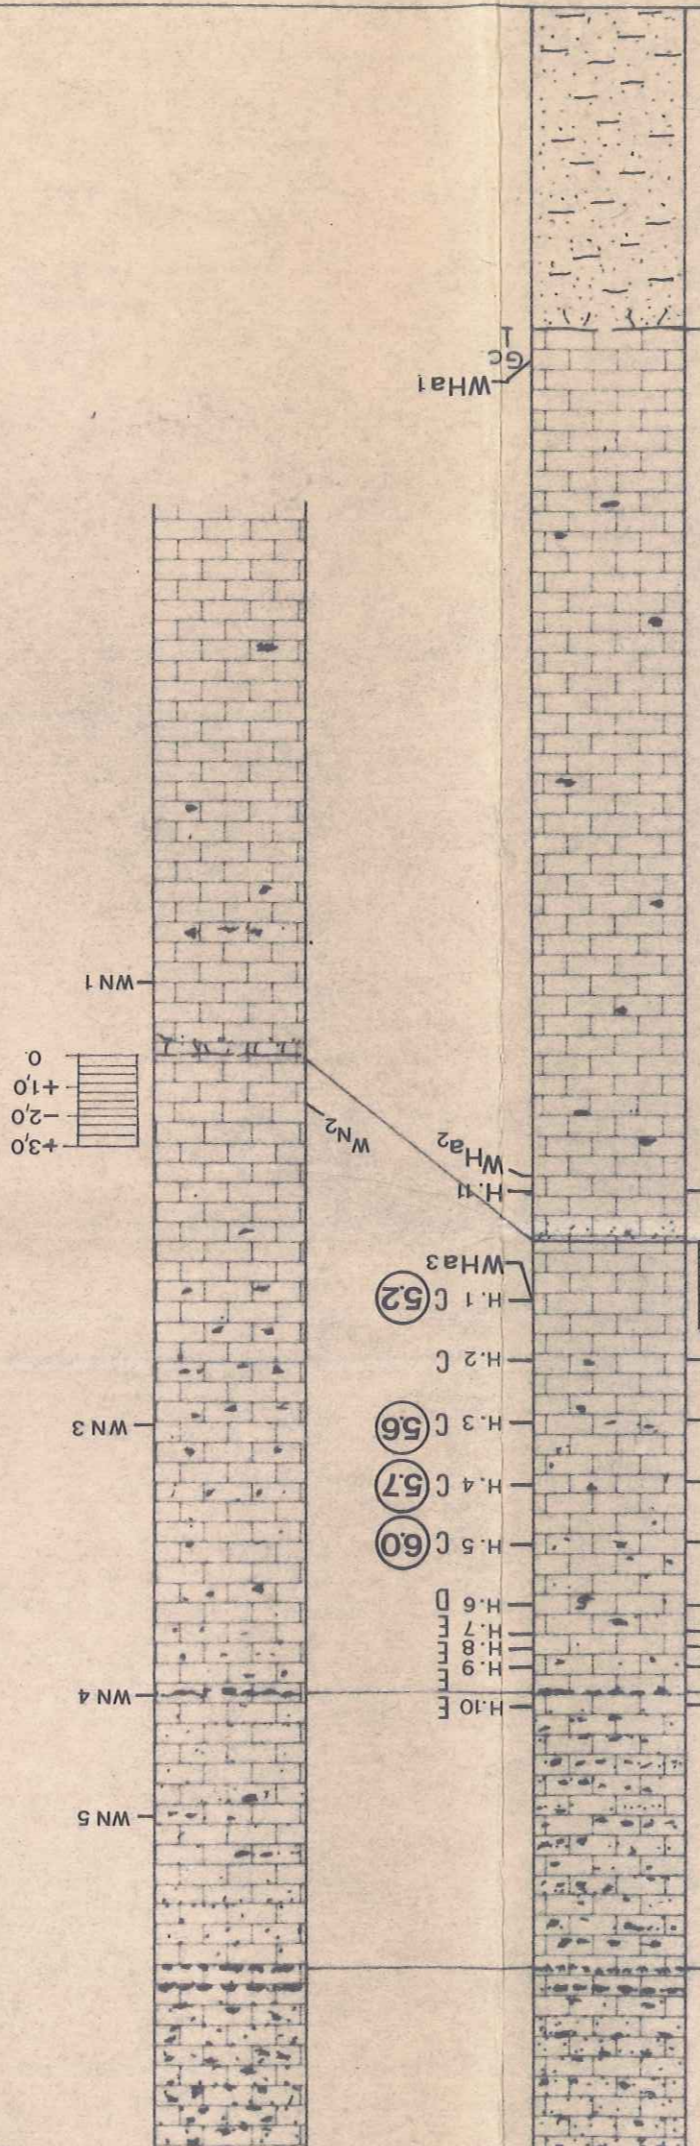 H.10 E
H.9 E
H.8 E
H.7 E
H.6 D
H.5 C 6.0
H.4 C 5.7
H.3 C 5.6
H.2 C
H.1 C 5.2
WHa3
H.11
WHa2
WHa1
Gc
1
WN 5
WN 4
WN 3
WN2
+3,0
-2,0
+1,0
0
WN 1